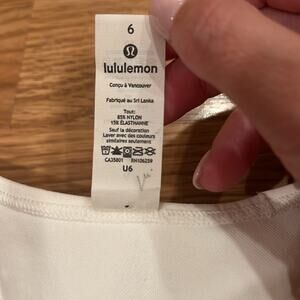 6
lululemon
Conçu à Vancouver
Fabriqué au Sri Lanka
Tout:
85% NYLON
15% ÉLASTHANNE
Sauf la décoration
Laver avec des couleurs
similaires seulement
CA35801 RN106259
U6